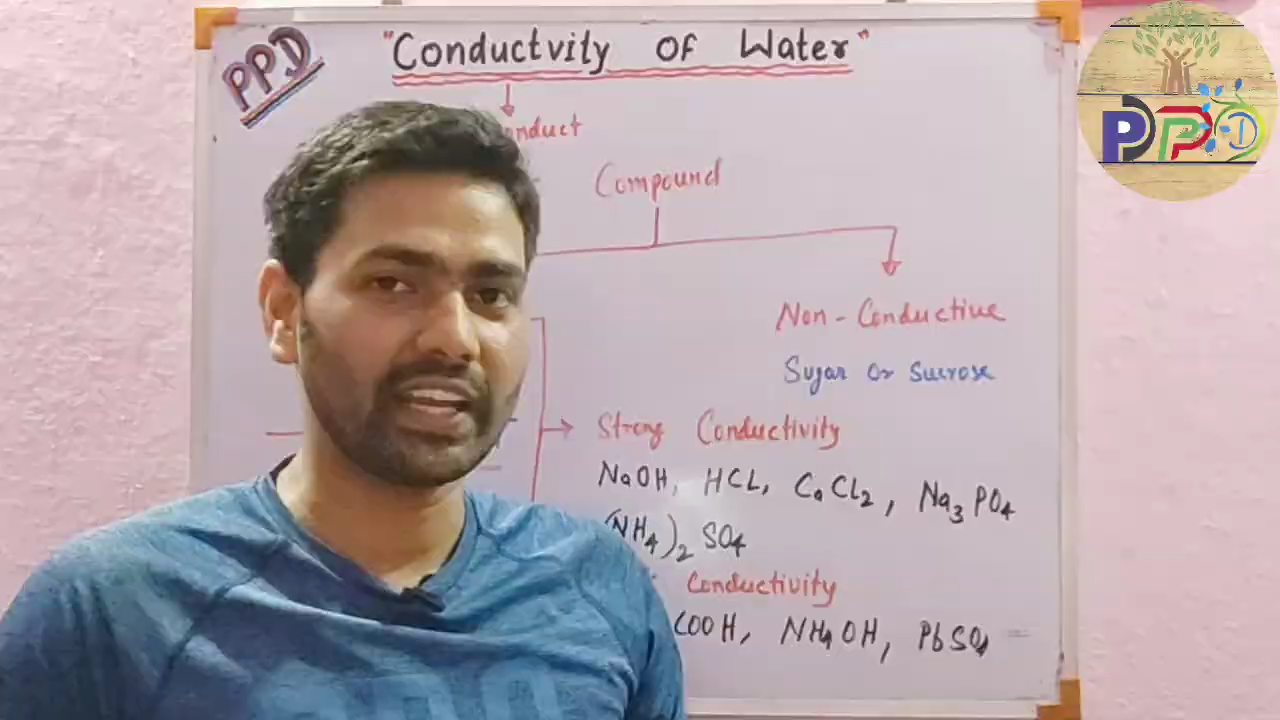 PPD
"Conductvity OF Water"
onduct
Compound
Non-Conductive
Sugar Or Sucrose
Strong Conductivity
NaOH, HCL, CaCl2, Na3PO4
(NH4)2 SO4
Conductivity
COOH, NH4OH, PbSO4
PPD